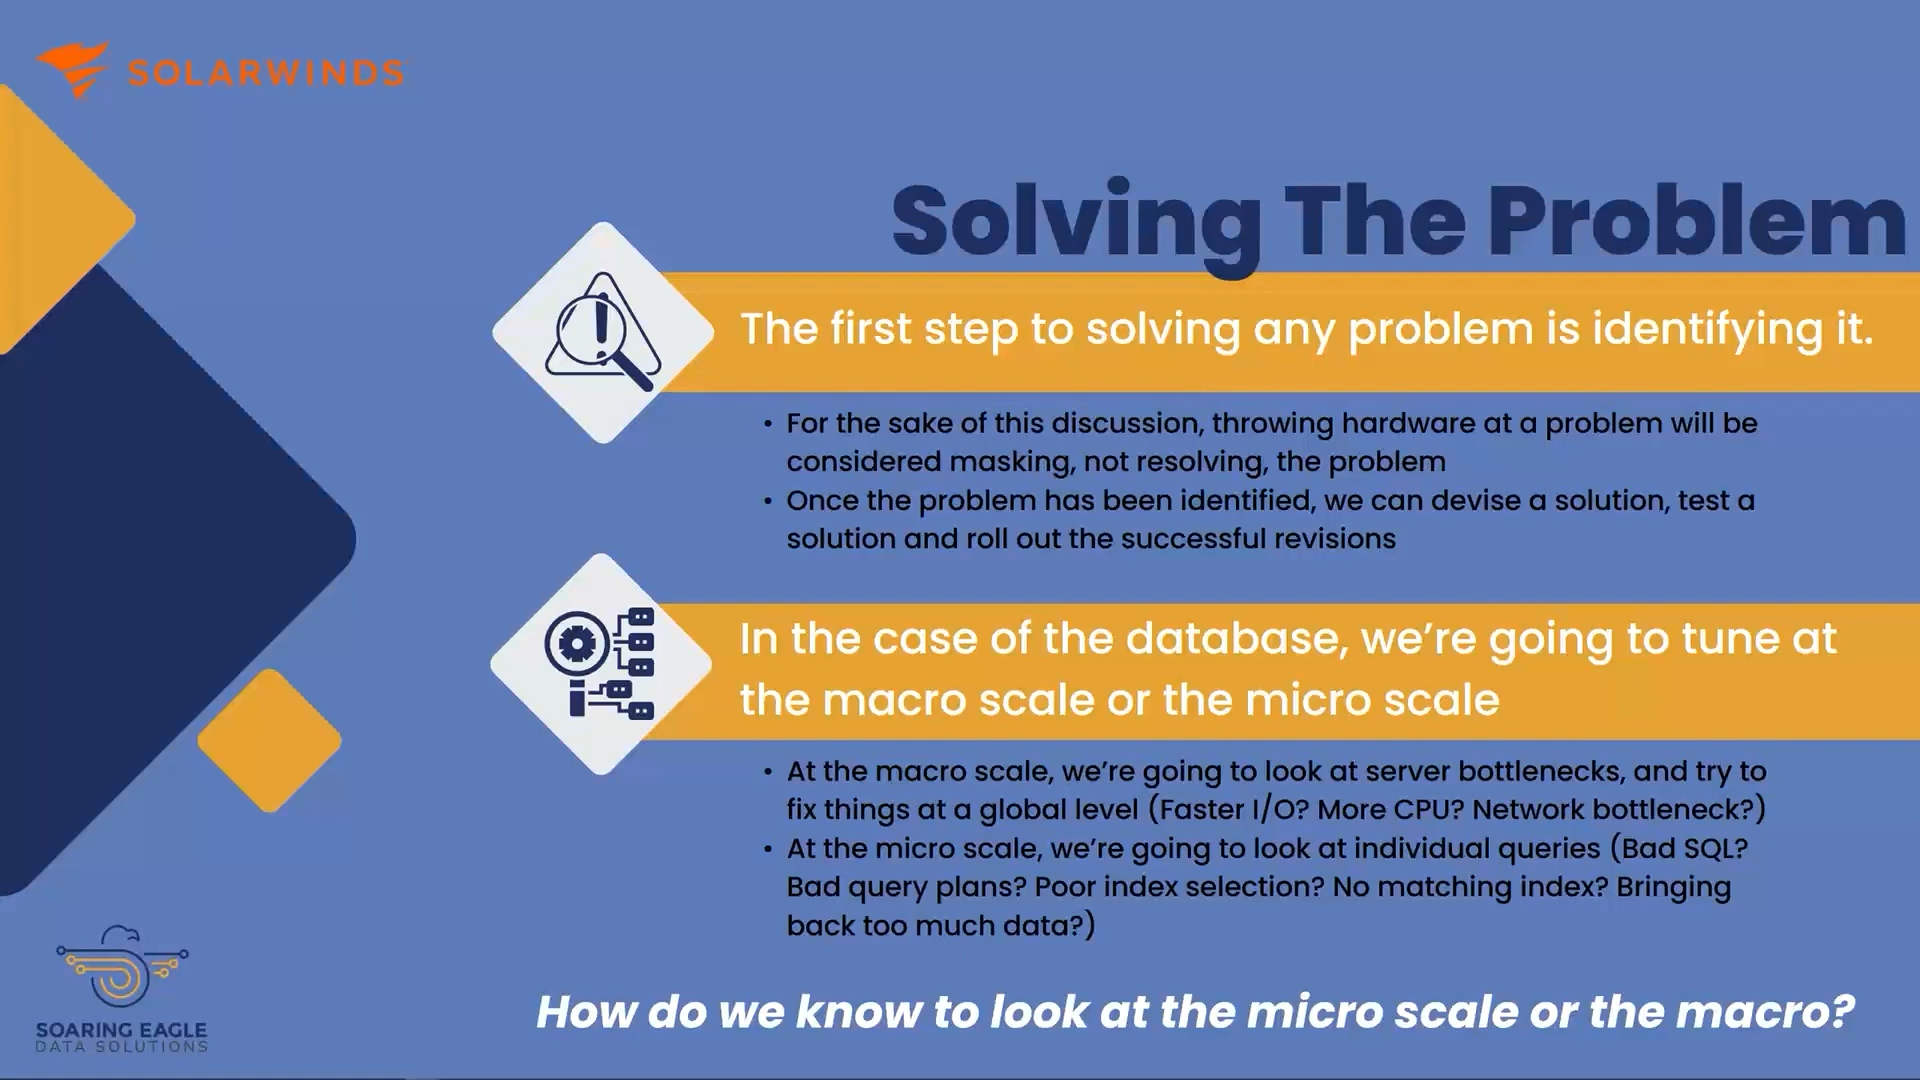 SOLARWINDS
Solving The Problem
The first step to solving any problem is identifying it.
• For the sake of this discussion, throwing hardware at a problem will be
considered masking, not resolving, the problem
• Once the problem has been identified, we can devise a solution, test a
solution and roll out the successful revisions
In the case of the database, we’re going to tune at
the macro scale or the micro scale
• At the macro scale, we’re going to look at server bottlenecks, and try to
fix things at a global level (Faster I/O? More CPU? Network bottleneck?)
• At the micro scale, we’re going to look at individual queries (Bad SQL?
Bad query plans? Poor index selection? No matching index? Bringing
back too much data?)
How do we know to look at the micro scale or the macro?
SOARING EAGLE
DATA SOLUTIONS